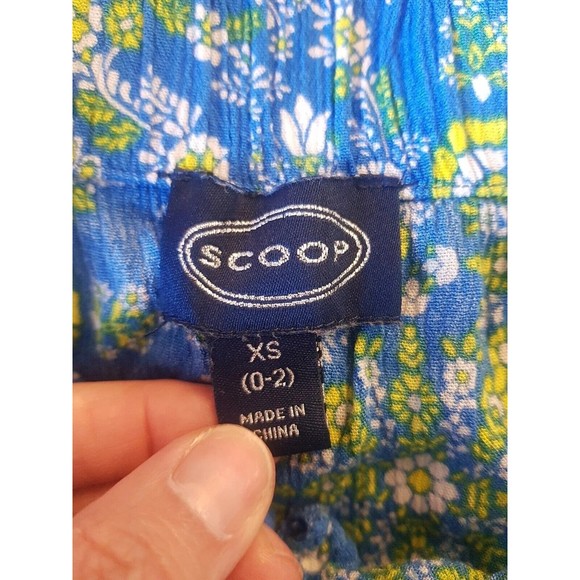 SCOOP
XS
(0-2)
MADE IN
CHINA